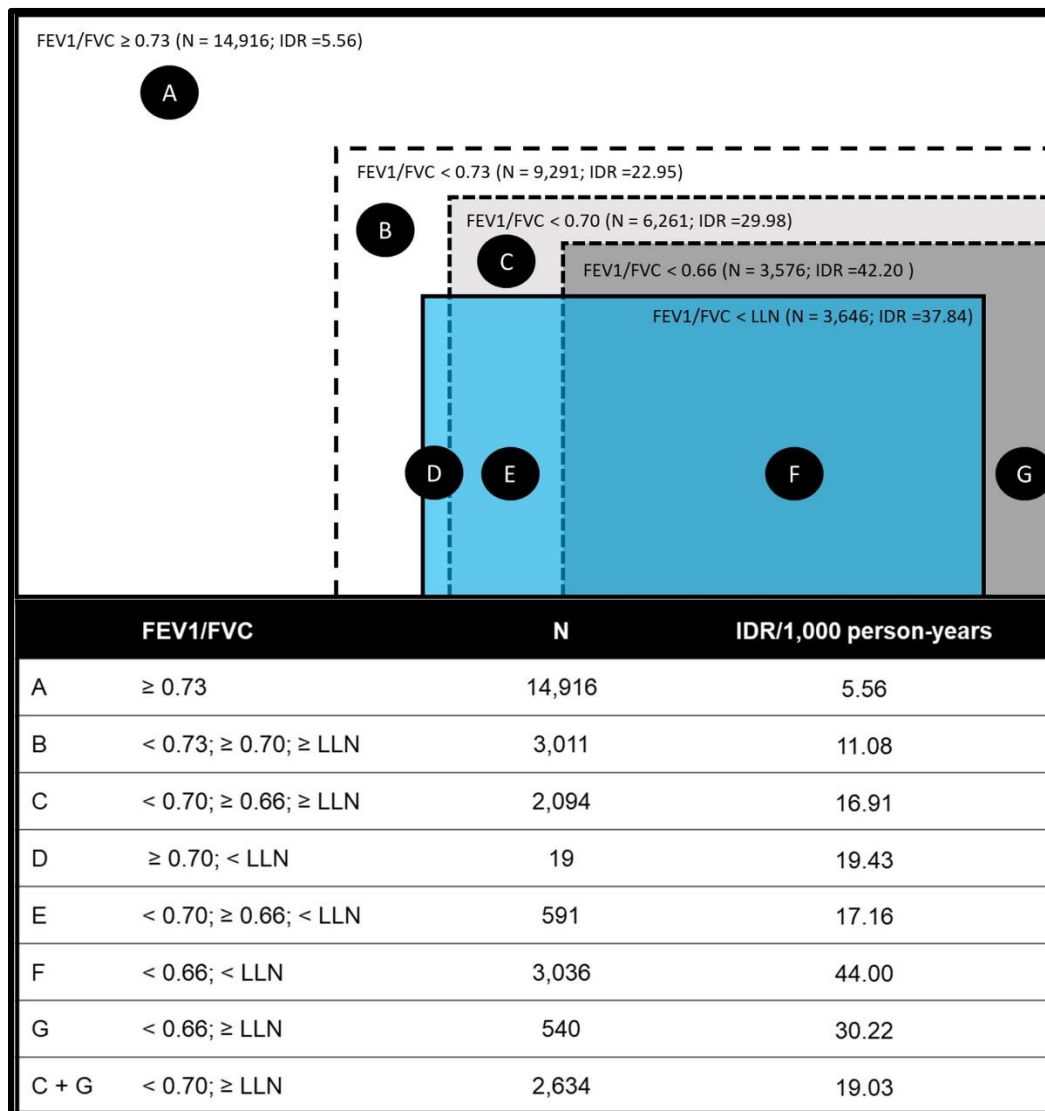 FEV1/FVC ≥ 0.73 (N = 14,916; IDR =5.56)
A
FEV1/FVC < 0.73 (N = 9,291; IDR =22.95)
B
FEV1/FVC < 0.70 (N = 6,261; IDR =29.98)
C
FEV1/FVC < 0.66 (N = 3,576; IDR =42.20 )
FEV1/FVC < LLN (N = 3,646; IDR =37.84)
D E F G
FEV1/FVC N IDR/1,000 person-years
A ≥ 0.73 14,916 5.56
B < 0.73; ≥ 0.70; ≥ LLN 3,011 11.08
C < 0.70; ≥ 0.66; ≥ LLN 2,094 16.91
D ≥ 0.70; < LLN 19 19.43
E < 0.70; ≥ 0.66; < LLN 591 17.16
F < 0.66; < LLN 3,036 44.00
G < 0.66; ≥ LLN 540 30.22
C + G < 0.70; ≥ LLN 2,634 19.03